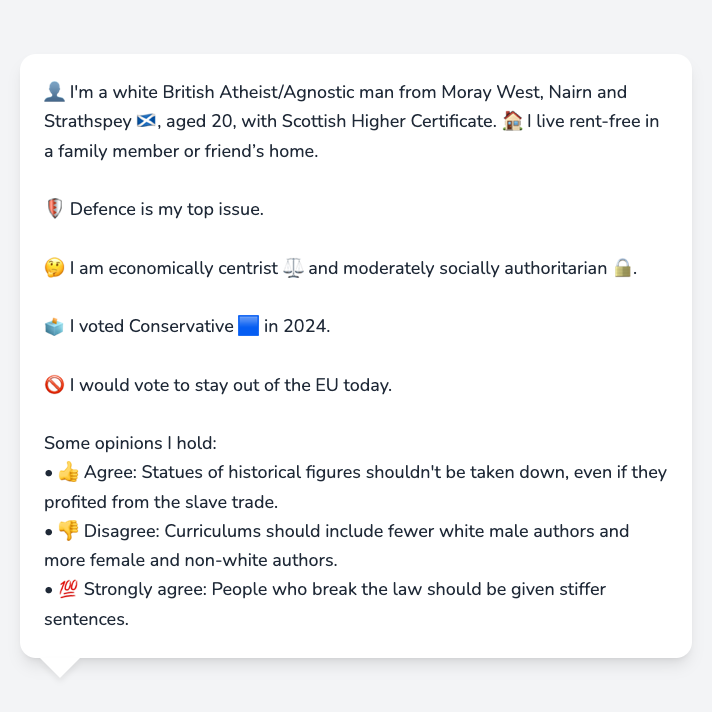 👤 I'm a white British Atheist/Agnostic man from Moray West, Nairn and
Strathspey 🏴󠁧󠁢󠁳󠁣󠁴󠁿, aged 20, with Scottish Higher Certificate. 🏠 I live rent-free in
a family member or friend’s home.
🛡️ Defence is my top issue.
🤔 I am economically centrist ⚖️ and moderately socially authoritarian 🔒.
🗳️ I voted Conservative 🟦 in 2024.
🚫 I would vote to stay out of the EU today.
Some opinions I hold:
• 👍 Agree: Statues of historical figures shouldn't be taken down, even if they
profited from the slave trade.
• 👎 Disagree: Curriculums should include fewer white male authors and
more female and non-white authors.
• 💯 Strongly agree: People who break the law should be given stiffer
sentences.